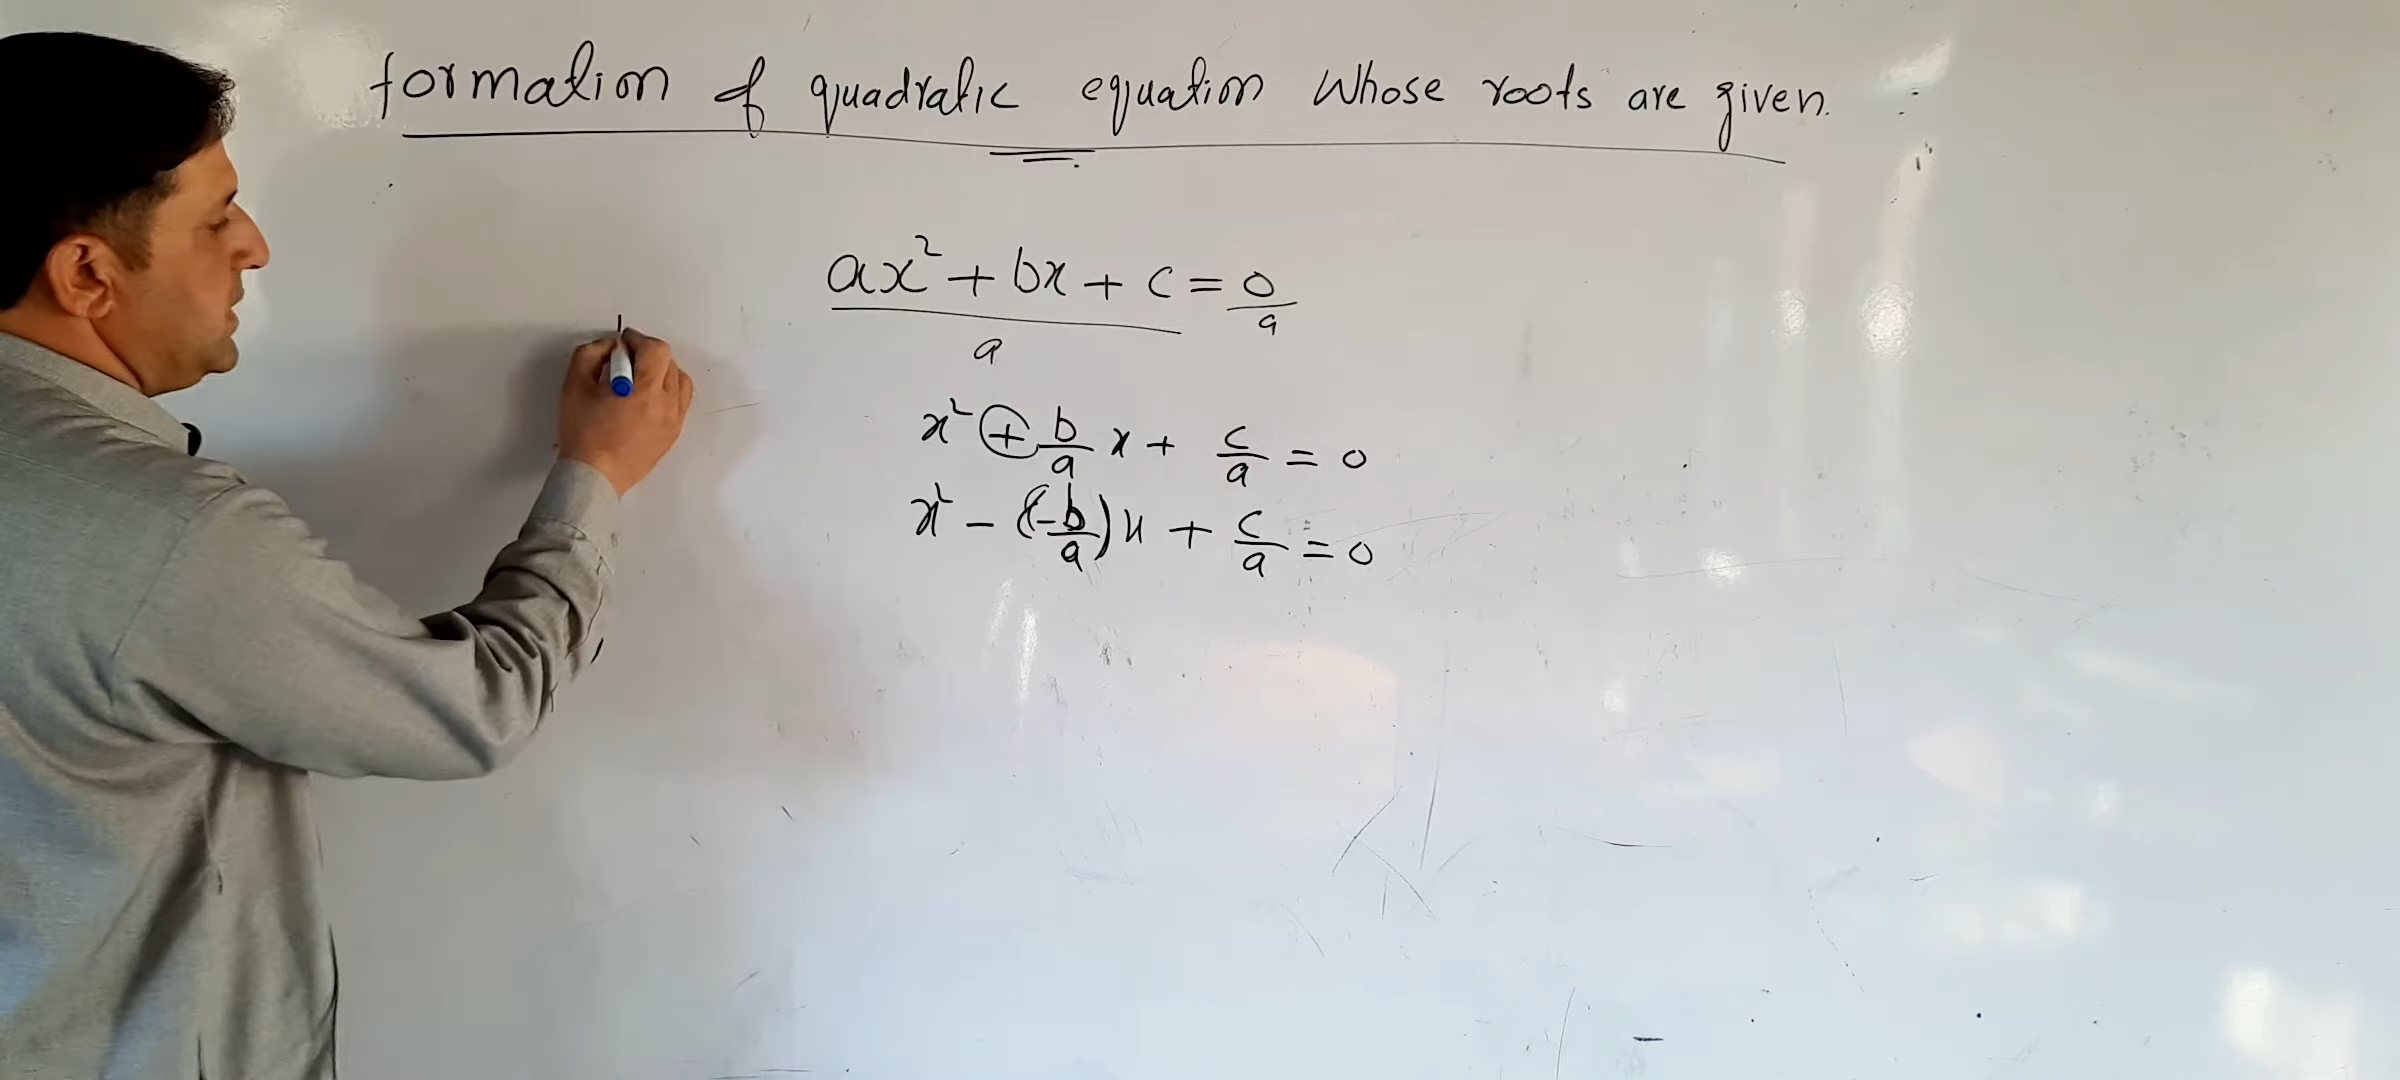 formation of quadratic equation whose roots are given.
ax² + bx + c = 0
a a
x² + b/a x + c/a = 0
x² - (-b/a)x + c/a = 0